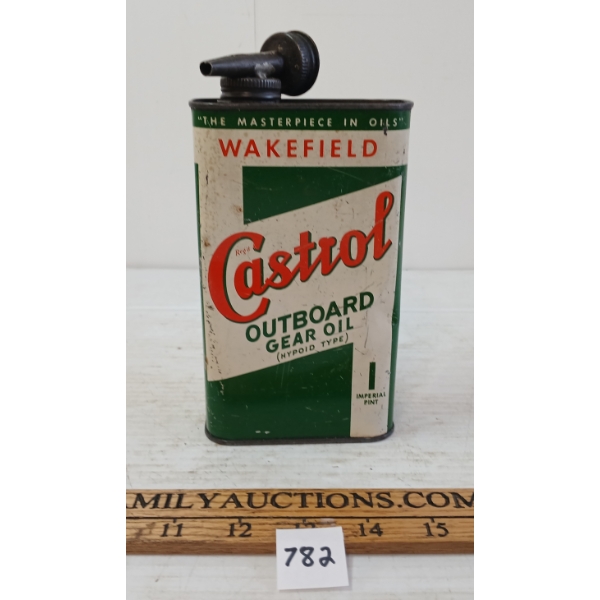 "THE MASTERPIECE IN OILS"
WAKEFIELD
Castrol
OUTBOARD
GEAR OIL
(HYPOID TYPE)
1
IMPERIAL
PINT
MILYAUCTIONS.COM
11 12 13 14 15
782